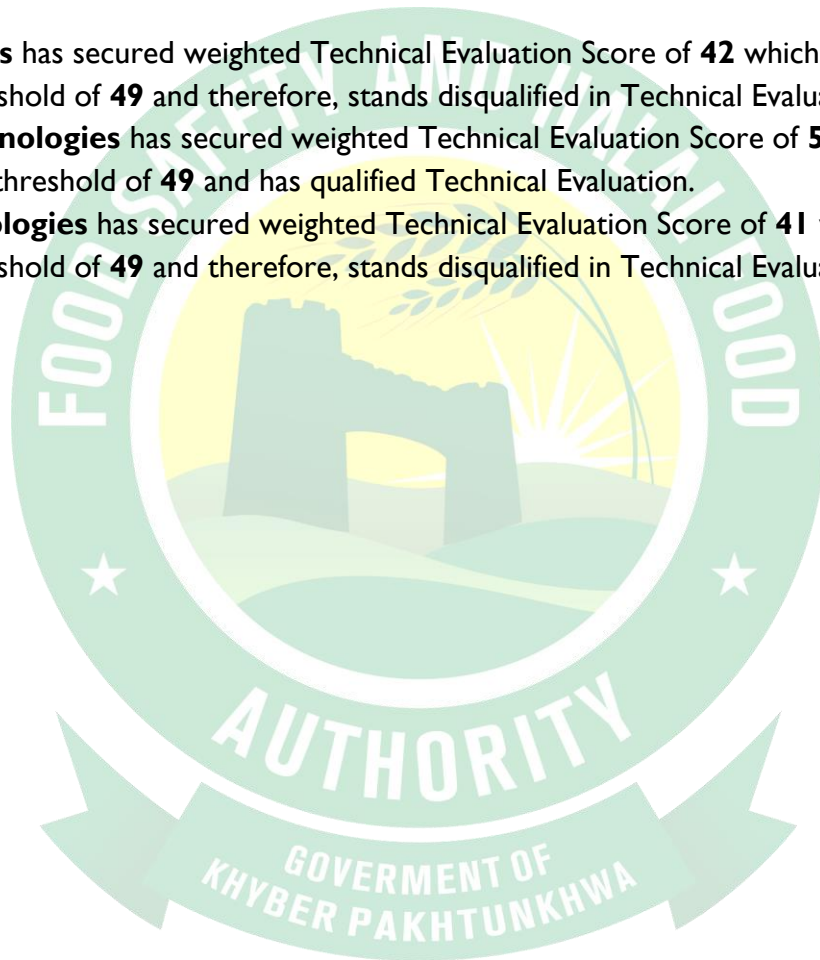 s has secured weighted Technical Evaluation Score of 42 which
shold of 49 and therefore, stands disqualified in Technical Evalua
nologies has secured weighted Technical Evaluation Score of 5
threshold of 49 and has qualified Technical Evaluation.
logies has secured weighted Technical Evaluation Score of 41
shold of 49 and therefore, stands disqualified in Technical Evalua
FOOD SAFETY AND HALAL FOOD
AUTHORITY
GOVERMENT OF
KHYBER PAKHTUNKHWA